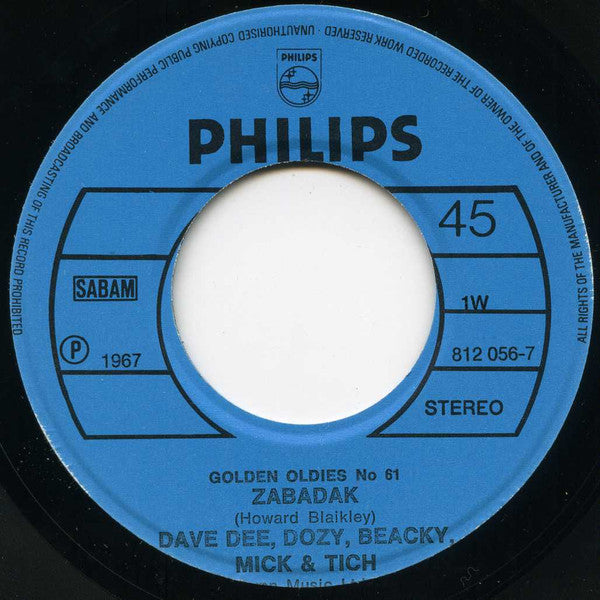 ALL RIGHTS OF THE MANUFACTURER AND OF THE OWNER OF THE RECORDED WORK RESERVED · UNAUTHORISED COPYING PUBLIC PERFORMANCE AND BROADCASTING OF THIS RECORD PROHIBITED
PHILIPS
PHILIPS
45
SABAM
1W
P 1967
812 056-7
STEREO
GOLDEN OLDIES No 61
ZABADAK
(Howard Blaikley)
DAVE DEE, DOZY, BEACKY.
MICK & TICH
Music